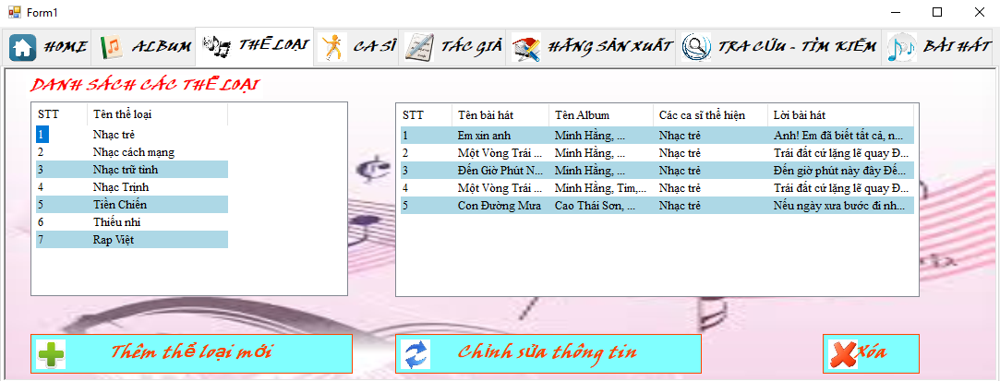 Form1
HOME ALBUM THỂ LOẠI CA SĨ TÁC GIẢ HÃNG SẢN XUẤT TRA CỨU - TÌM KIẾM BÀI HÁT
DANH SÁCH CÁC THỂ LOẠI
STT Tên thể loại
1 Nhạc trẻ
2 Nhạc cách mạng
3 Nhạc trữ tình
4 Nhạc Trịnh
5 Tiền Chiến
6 Thiếu nhi
7 Rap Việt
STT Tên bài hát Tên Album Các ca sĩ thể hiện Lời bài hát
1 Em xin anh Minh Hằng, ... Nhạc trẻ Anh! Em đã biết tất cả, n...
2 Một Vòng Trái ... Minh Hằng, ... Nhạc trẻ Trái đất cứ lặng lẽ quay Đ...
3 Đến Giờ Phút N... Minh Hằng, ... Nhạc trẻ Đến giờ phút này đây Đế...
4 Một Vòng Trái ... Minh Hằng, Tim,... Nhạc trẻ Trái đất cứ lặng lẽ quay Đ...
5 Con Đường Mưa Cao Thái Sơn, ... Nhạc trẻ Nếu ngày xưa bước đi nh...
Thêm thể loại mới Chỉnh sửa thông tin Xóa